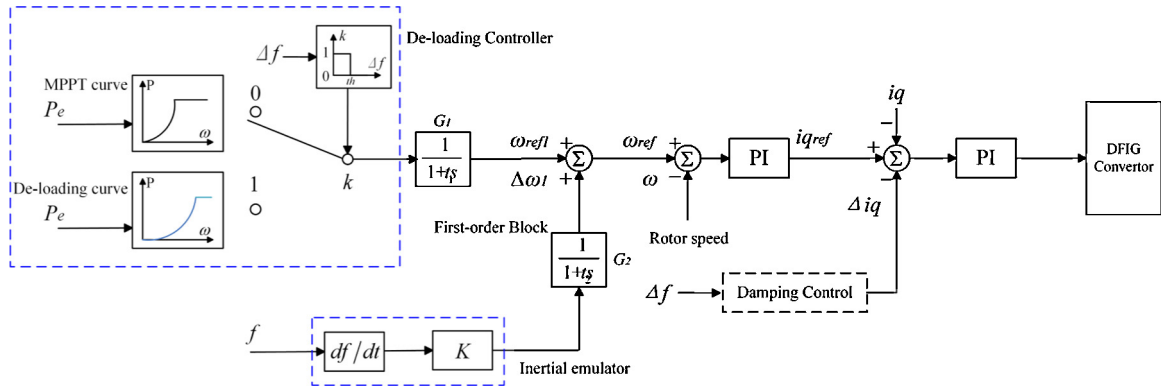 k
Δf
1
Δf
0
th
De-loading Controller
MPPT curve
P
Pe
ω
0
k
De-loading curve
P
Pe
ω
1
G1
1
1+t1s
ωref1
+
Δω1
+
Σ
First-order Block
1
1+t2s
G2
ωref
+
ω
−
Σ
Rotor speed
PI
iqref
iq
−
+
Σ
−
Δiq
PI
DFIG
Convertor
Δf
Damping Control
f
df/dt
K
Inertial emulator